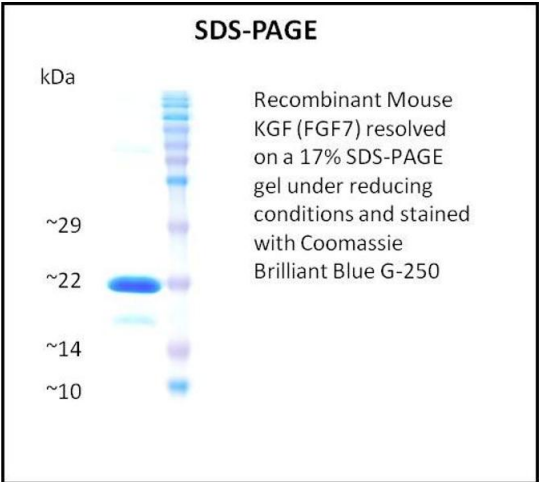 SDS-PAGE
kDa
Recombinant Mouse
KGF (FGF7) resolved
on a 17% SDS-PAGE
gel under reducing
conditions and stained
with Coomassie
Brilliant Blue G-250
~29
~22
~14
~10